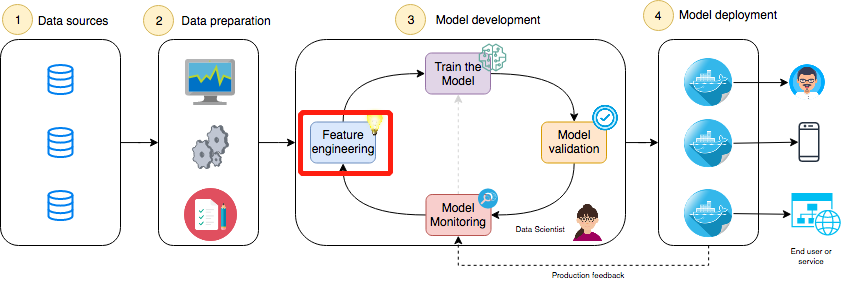 1
Data sources
2
Data preparation
3
Model development
4
Model deployment
Train the
Model
Feature
engineering
Model
validation
Model
Monitoring
Data Scientist
End user or
service
Production feedback